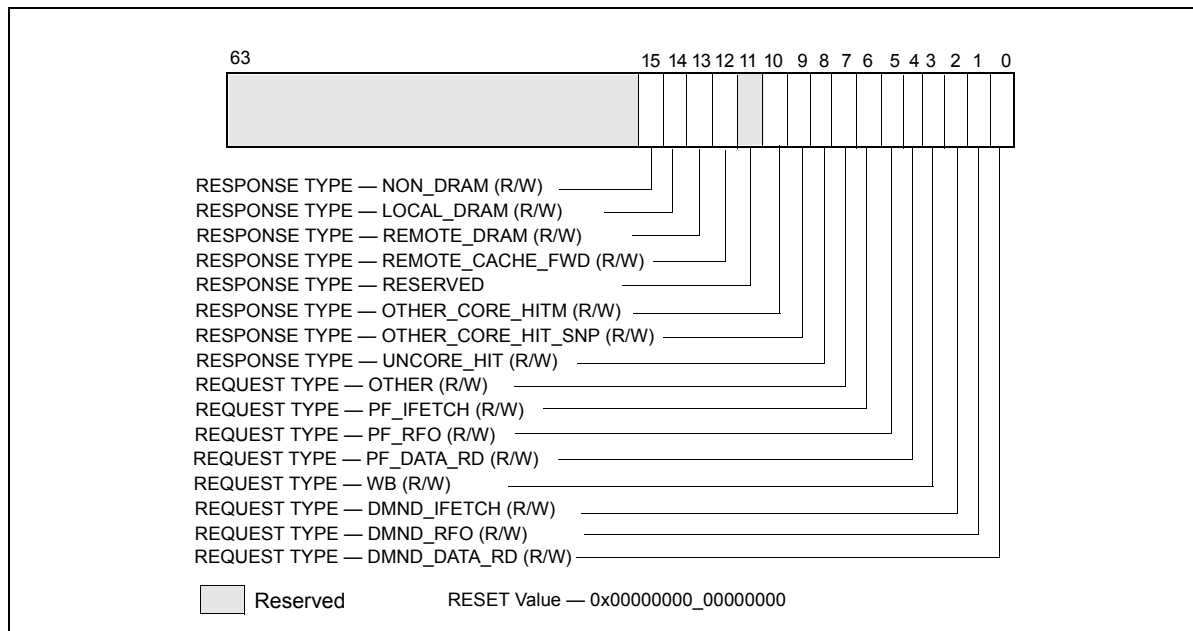 63 15 14 13 12 11 10 9 8 7 6 5 4 3 2 1 0
RESPONSE TYPE — NON_DRAM (R/W)
RESPONSE TYPE — LOCAL_DRAM (R/W)
RESPONSE TYPE — REMOTE_DRAM (R/W)
RESPONSE TYPE — REMOTE_CACHE_FWD (R/W)
RESPONSE TYPE — RESERVED
RESPONSE TYPE — OTHER_CORE_HITM (R/W)
RESPONSE TYPE — OTHER_CORE_HIT_SNP (R/W)
RESPONSE TYPE — UNCORE_HIT (R/W)
REQUEST TYPE — OTHER (R/W)
REQUEST TYPE — PF_IFETCH (R/W)
REQUEST TYPE — PF_RFO (R/W)
REQUEST TYPE — PF_DATA_RD (R/W)
REQUEST TYPE — WB (R/W)
REQUEST TYPE — DMND_IFETCH (R/W)
REQUEST TYPE — DMND_RFO (R/W)
REQUEST TYPE — DMND_DATA_RD (R/W)
Reserved RESET Value — 0x00000000_00000000